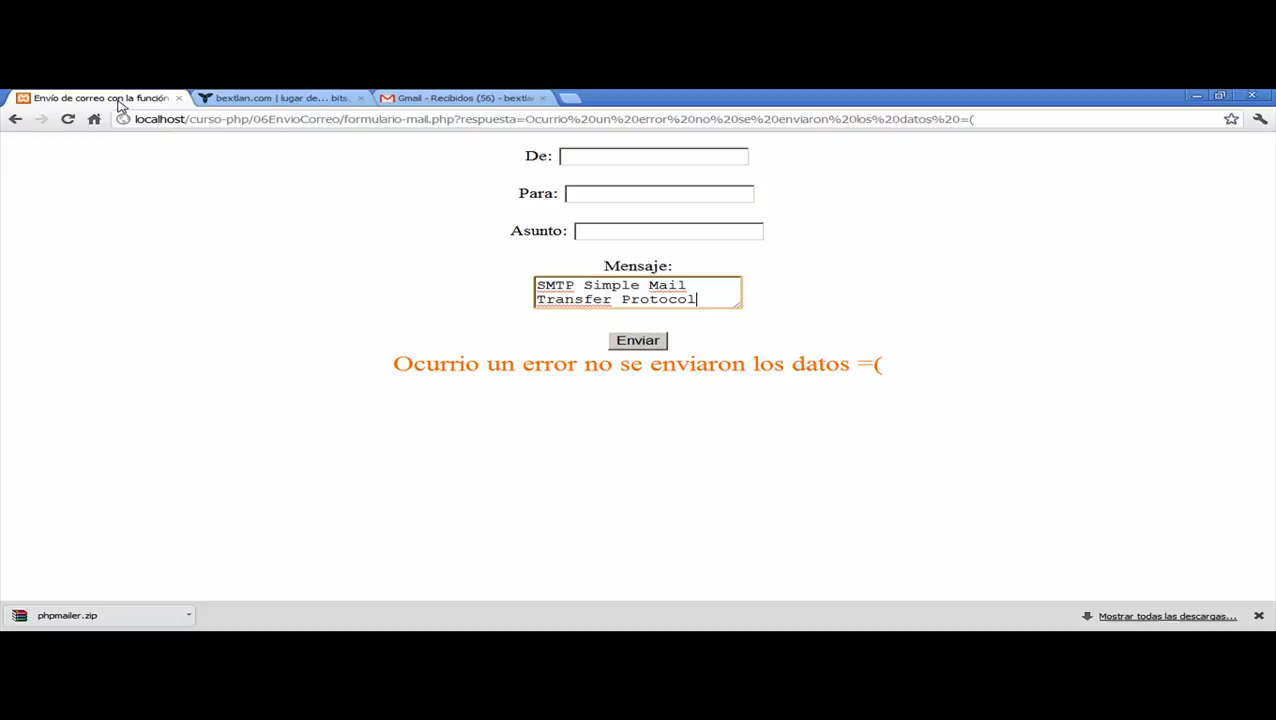 Envío de correo con la función
bextlan.com | lugar de... bits,
Gmail - Recibidos (56) - bextla
localhost/curso-php/06EnvioCorreo/formulario-mail.php?respuesta=Ocurrio%20un%20error%20no%20se%20enviaron%20los%20datos%20=(
De:
Para:
Asunto:
Mensaje:
SMTP Simple Mail
Transfer Protocol
Enviar
Ocurrio un error no se enviaron los datos =(
phpmailer.zip
Mostrar todas las descargas...